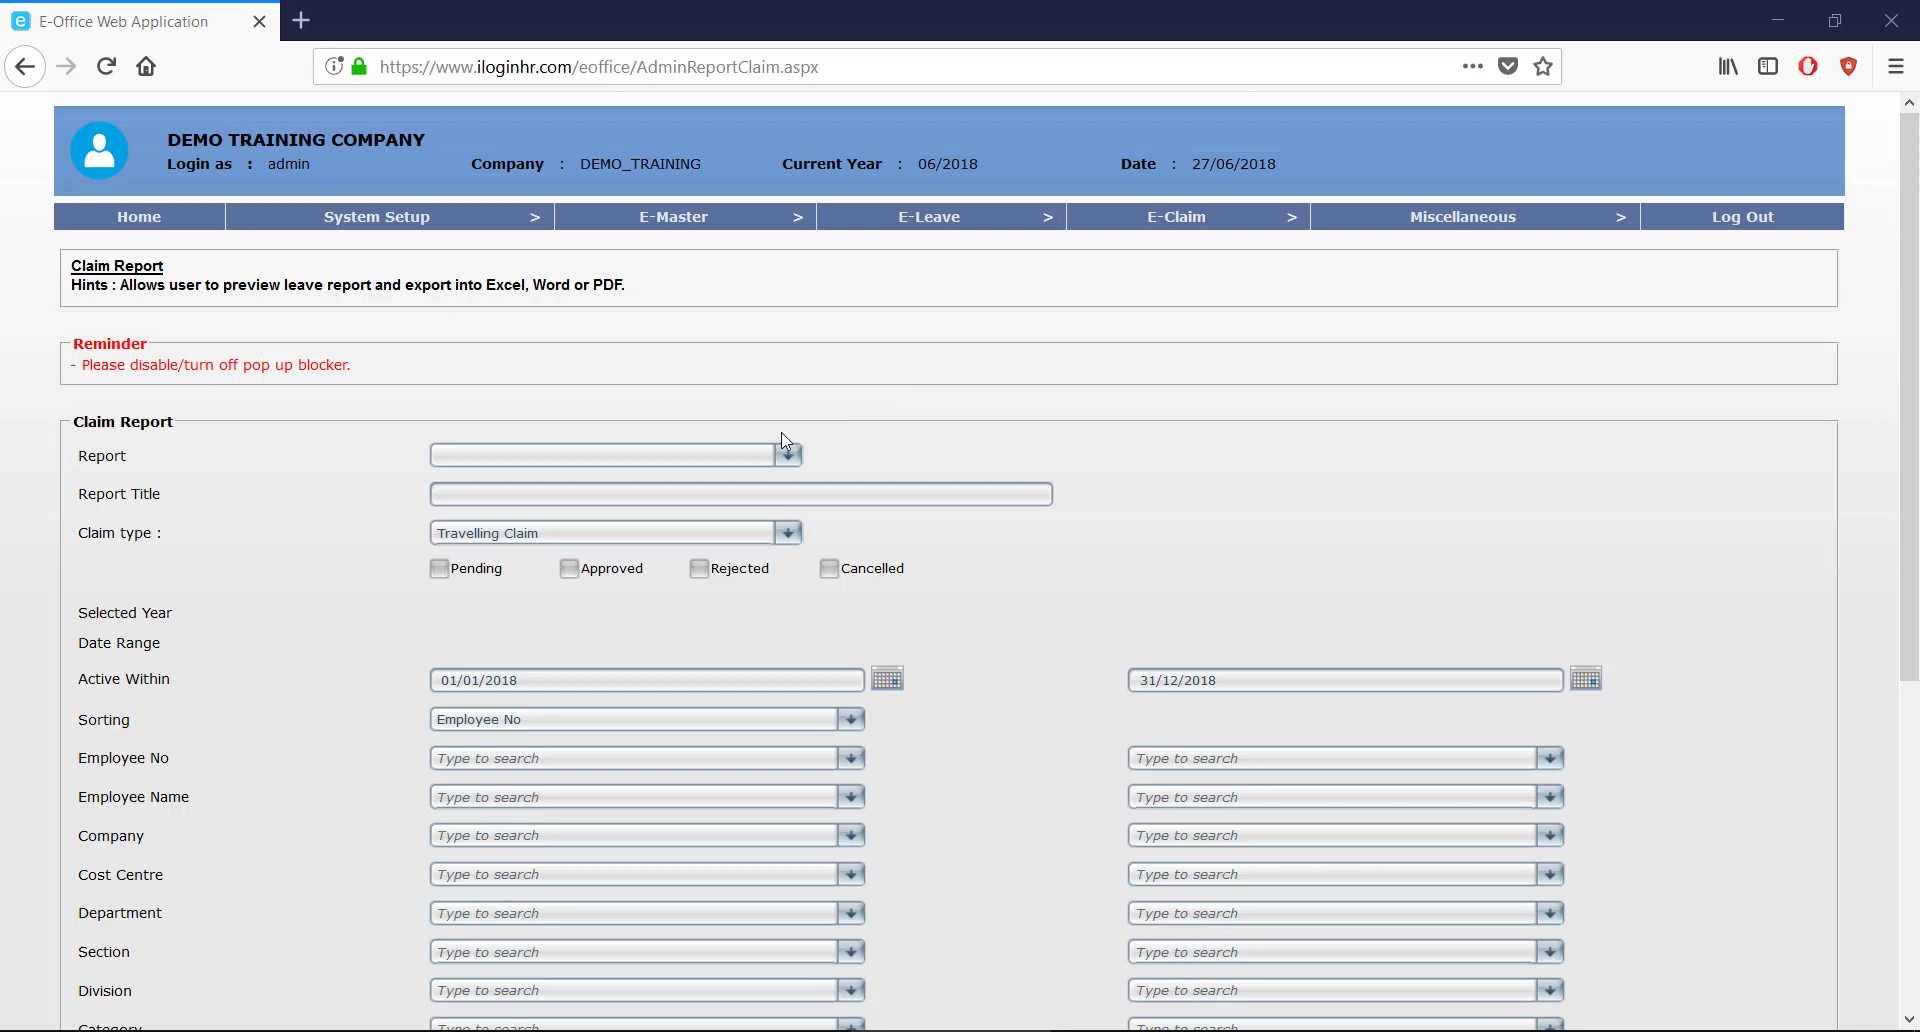 E-Office Web Application
https://www.iloginhr.com/eoffice/AdminReportClaim.aspx
DEMO TRAINING COMPANY
Login as : admin Company : DEMO_TRAINING Current Year : 06/2018 Date : 27/06/2018
Home System Setup > E-Master > E-Leave > E-Claim > Miscellaneous > Log Out
Claim Report
Hints : Allows user to preview leave report and export into Excel, Word or PDF.
Reminder
- Please disable/turn off pop up blocker.
Claim Report
Report
Report Title
Claim type : Travelling Claim
Pending Approved Rejected Cancelled
Selected Year
Date Range
Active Within 01/01/2018 31/12/2018
Sorting Employee No
Employee No Type to search Type to search
Employee Name Type to search Type to search
Company Type to search Type to search
Cost Centre Type to search Type to search
Department Type to search Type to search
Section Type to search Type to search
Division Type to search Type to search
Category Type to search Type to search